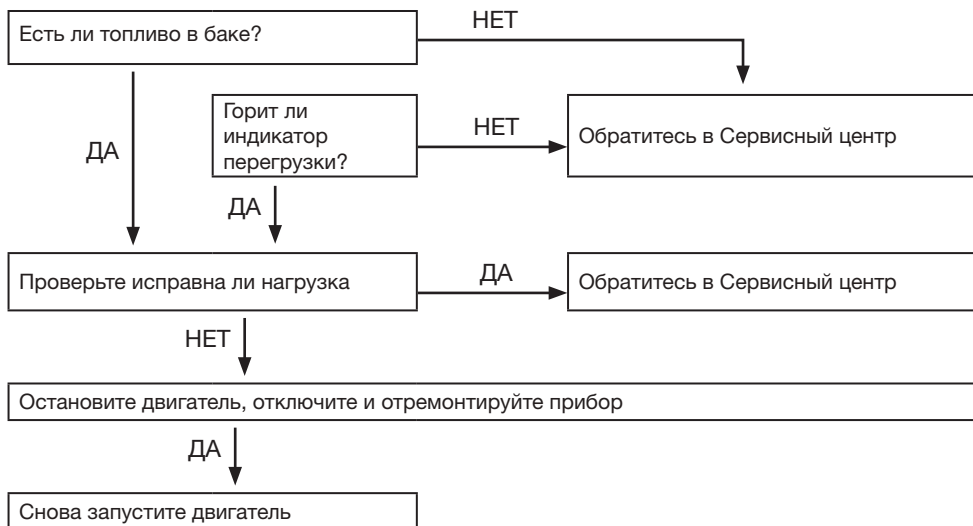 НЕТ
Есть ли топливо в баке?
Горит ли
индикатор
перегрузки?
НЕТ
Обратитесь в Сервисный центр
ДА
ДА
Проверьте исправна ли нагрузка
ДА
Обратитесь в Сервисный центр
НЕТ
Остановите двигатель, отключите и отремонтируйте прибор
ДА
Снова запустите двигатель